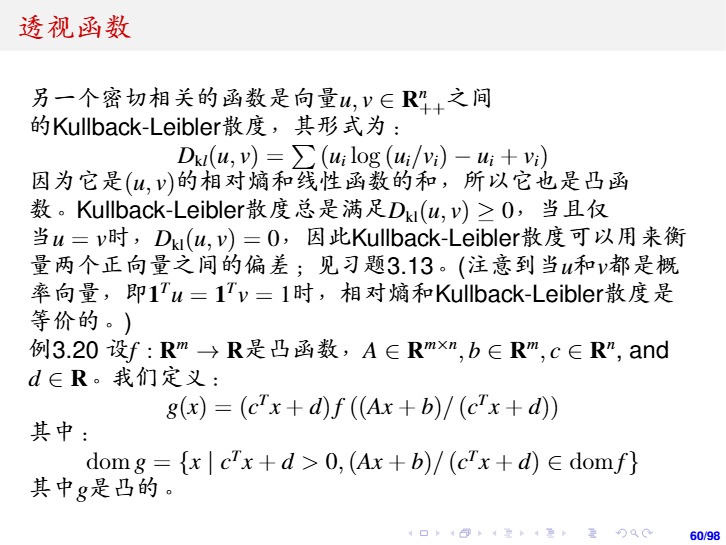 透视函数
另一个密切相关的函数是向量u, v ∈ R^n_{++}之间
的Kullback-Leibler散度，其形式为：
D_{kl}(u, v) = ∑ (u_i log (u_i/v_i) − u_i + v_i)
因为它是(u, v)的相对熵和线性函数的和，所以它也是凸函
数。Kullback-Leibler散度总是满足D_{kl}(u, v) ≥ 0，当且仅
当u = v时，D_{kl}(u, v) = 0，因此Kullback-Leibler散度可以用来衡
量两个正向量之间的偏差；见习题3.13。(注意到当u和v都是概
率向量，即1^T u = 1^T v = 1时，相对熵和Kullback-Leibler散度是
等价的。)
例3.20 设f : R^m → R是凸函数，A ∈ R^{m×n}, b ∈ R^m, c ∈ R^n, and
d ∈ R。我们定义：
g(x) = (c^T x + d)f ((Ax + b)/ (c^T x + d))
其中：
dom g = {x | c^T x + d > 0, (Ax + b)/ (c^T x + d) ∈ dom f}
其中g是凸的。
60/98